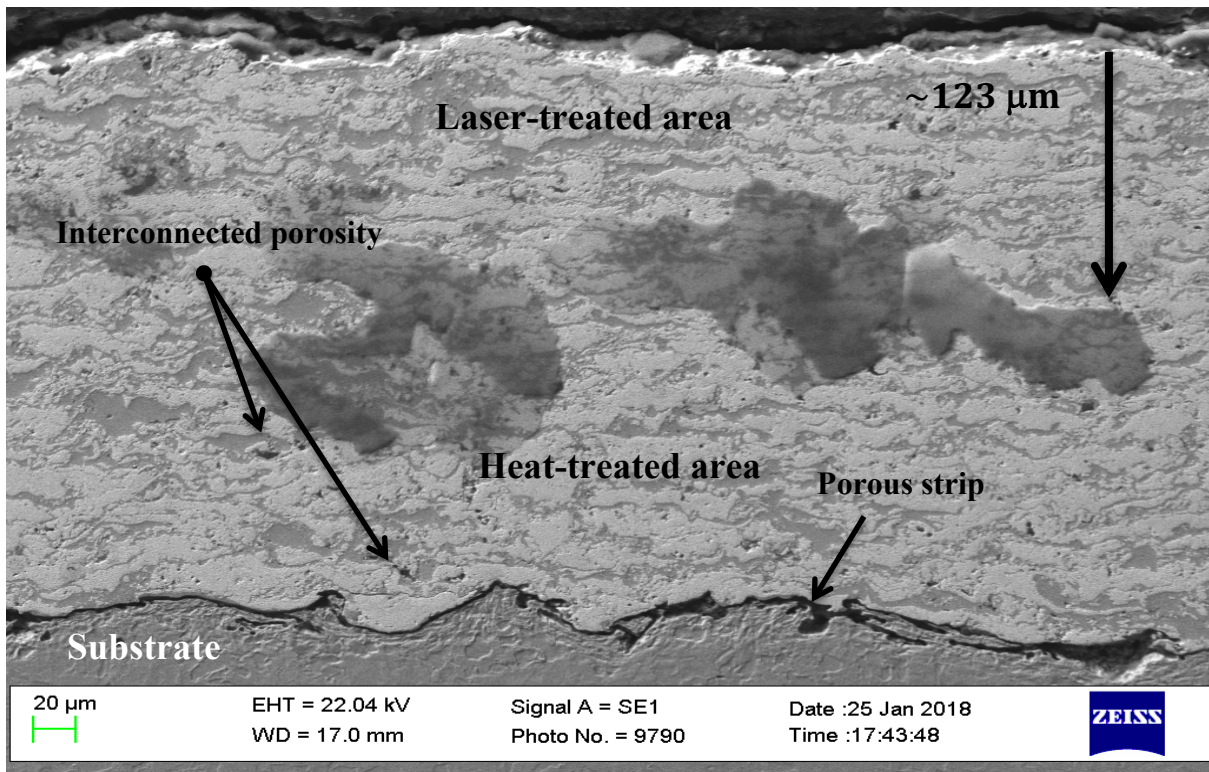 ~123 μm
Laser-treated area
Interconnected porosity
Heat-treated area
Porous strip
Substrate
20 μm
EHT = 22.04 kV
Signal A = SE1
Date :25 Jan 2018
WD = 17.0 mm
Photo No. = 9790
Time :17:43:48
ZEISS